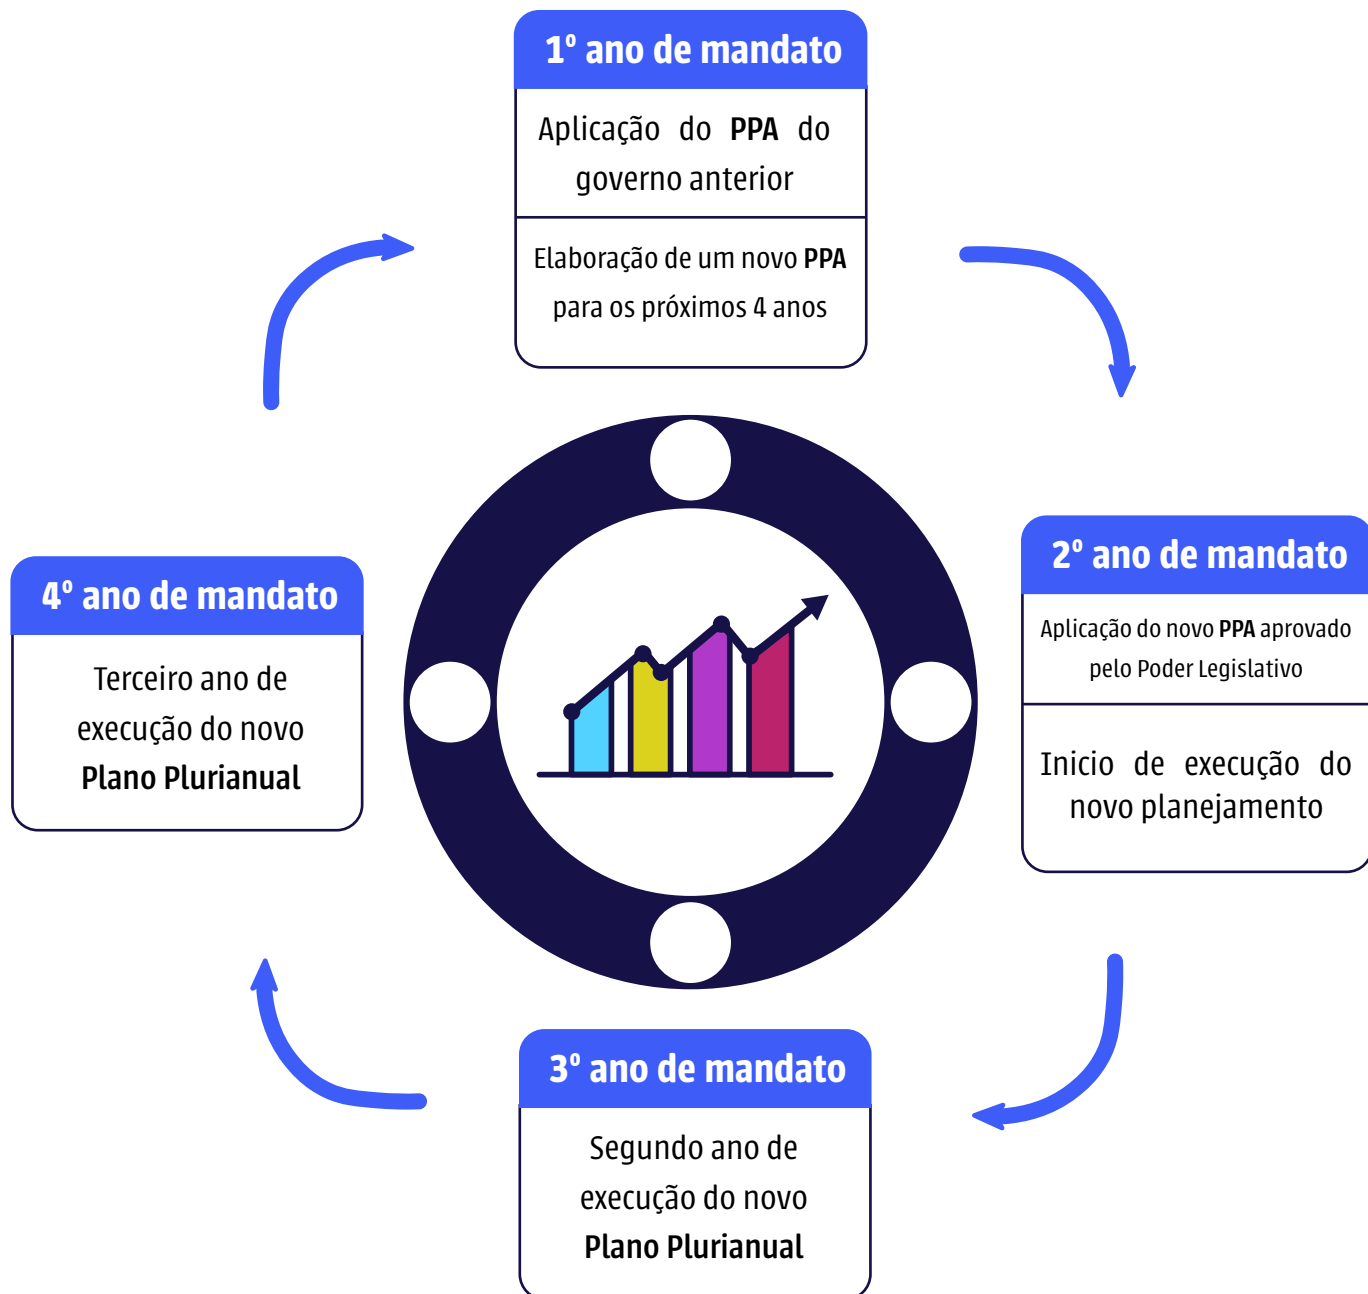 1º ano de mandato
Aplicação do PPA do
governo anterior
Elaboração de um novo PPA
para os próximos 4 anos
2º ano de mandato
Aplicação do novo PPA aprovado
pelo Poder Legislativo
Inicio de execução do
novo planejamento
3º ano de mandato
Segundo ano de
execução do novo
Plano Plurianual
4º ano de mandato
Terceiro ano de
execução do novo
Plano Plurianual